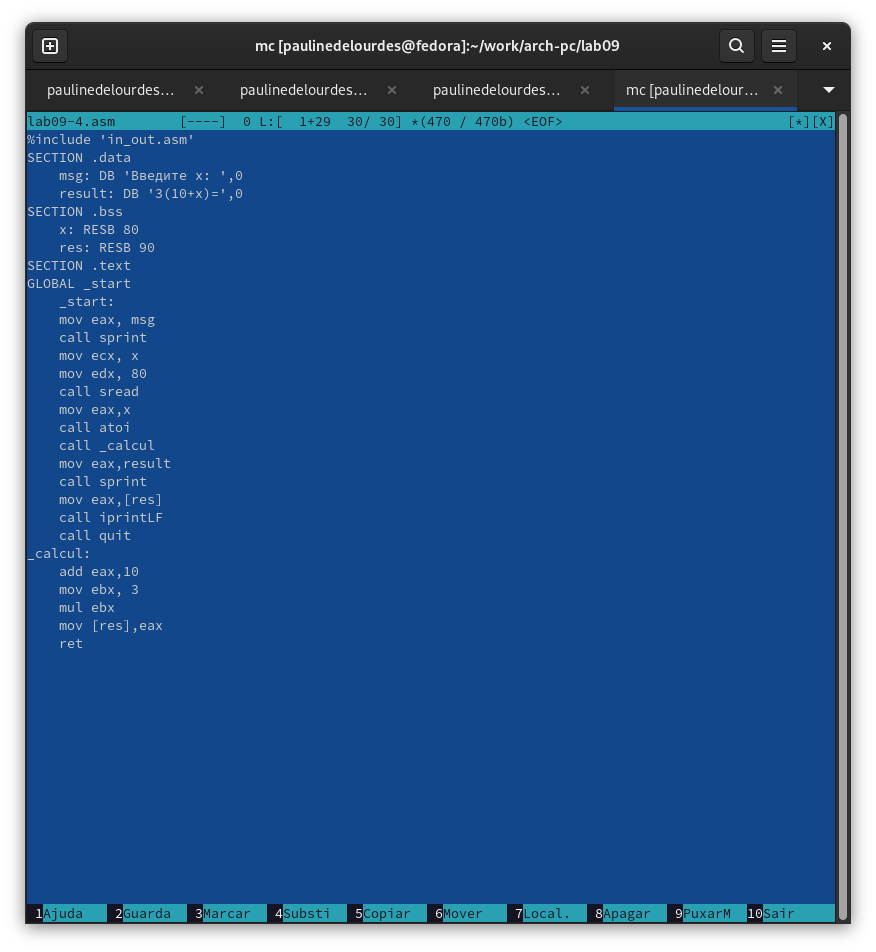 mc [paulinedelourdes@fedora]:~/work/arch-pc/lab09
paulinedelourdes… × paulinedelourdes… × paulinedelourdes… × mc [paulinedelour… ×
lab09-4.asm [----] 0 L:[ 1+29 30/ 30] *(470 / 470b) <EOF> [*][X]
%include 'in_out.asm'
SECTION .data
    msg: DB 'Введите x: ',0
    result: DB '3(10+x)=',0
SECTION .bss
    x: RESB 80
    res: RESB 90
SECTION .text
GLOBAL _start
    _start:
    mov eax, msg
    call sprint
    mov ecx, x
    mov edx, 80
    call sread
    mov eax,x
    call atoi
    call _calcul
    mov eax,result
    call sprint
    mov eax,[res]
    call iprintLF
    call quit
_calcul:
    add eax,10
    mov ebx, 3
    mul ebx
    mov [res],eax
    ret
1Ajuda 2Guarda 3Marcar 4Substi 5Copiar 6Mover 7Local. 8Apagar 9PuxarM 10Sair